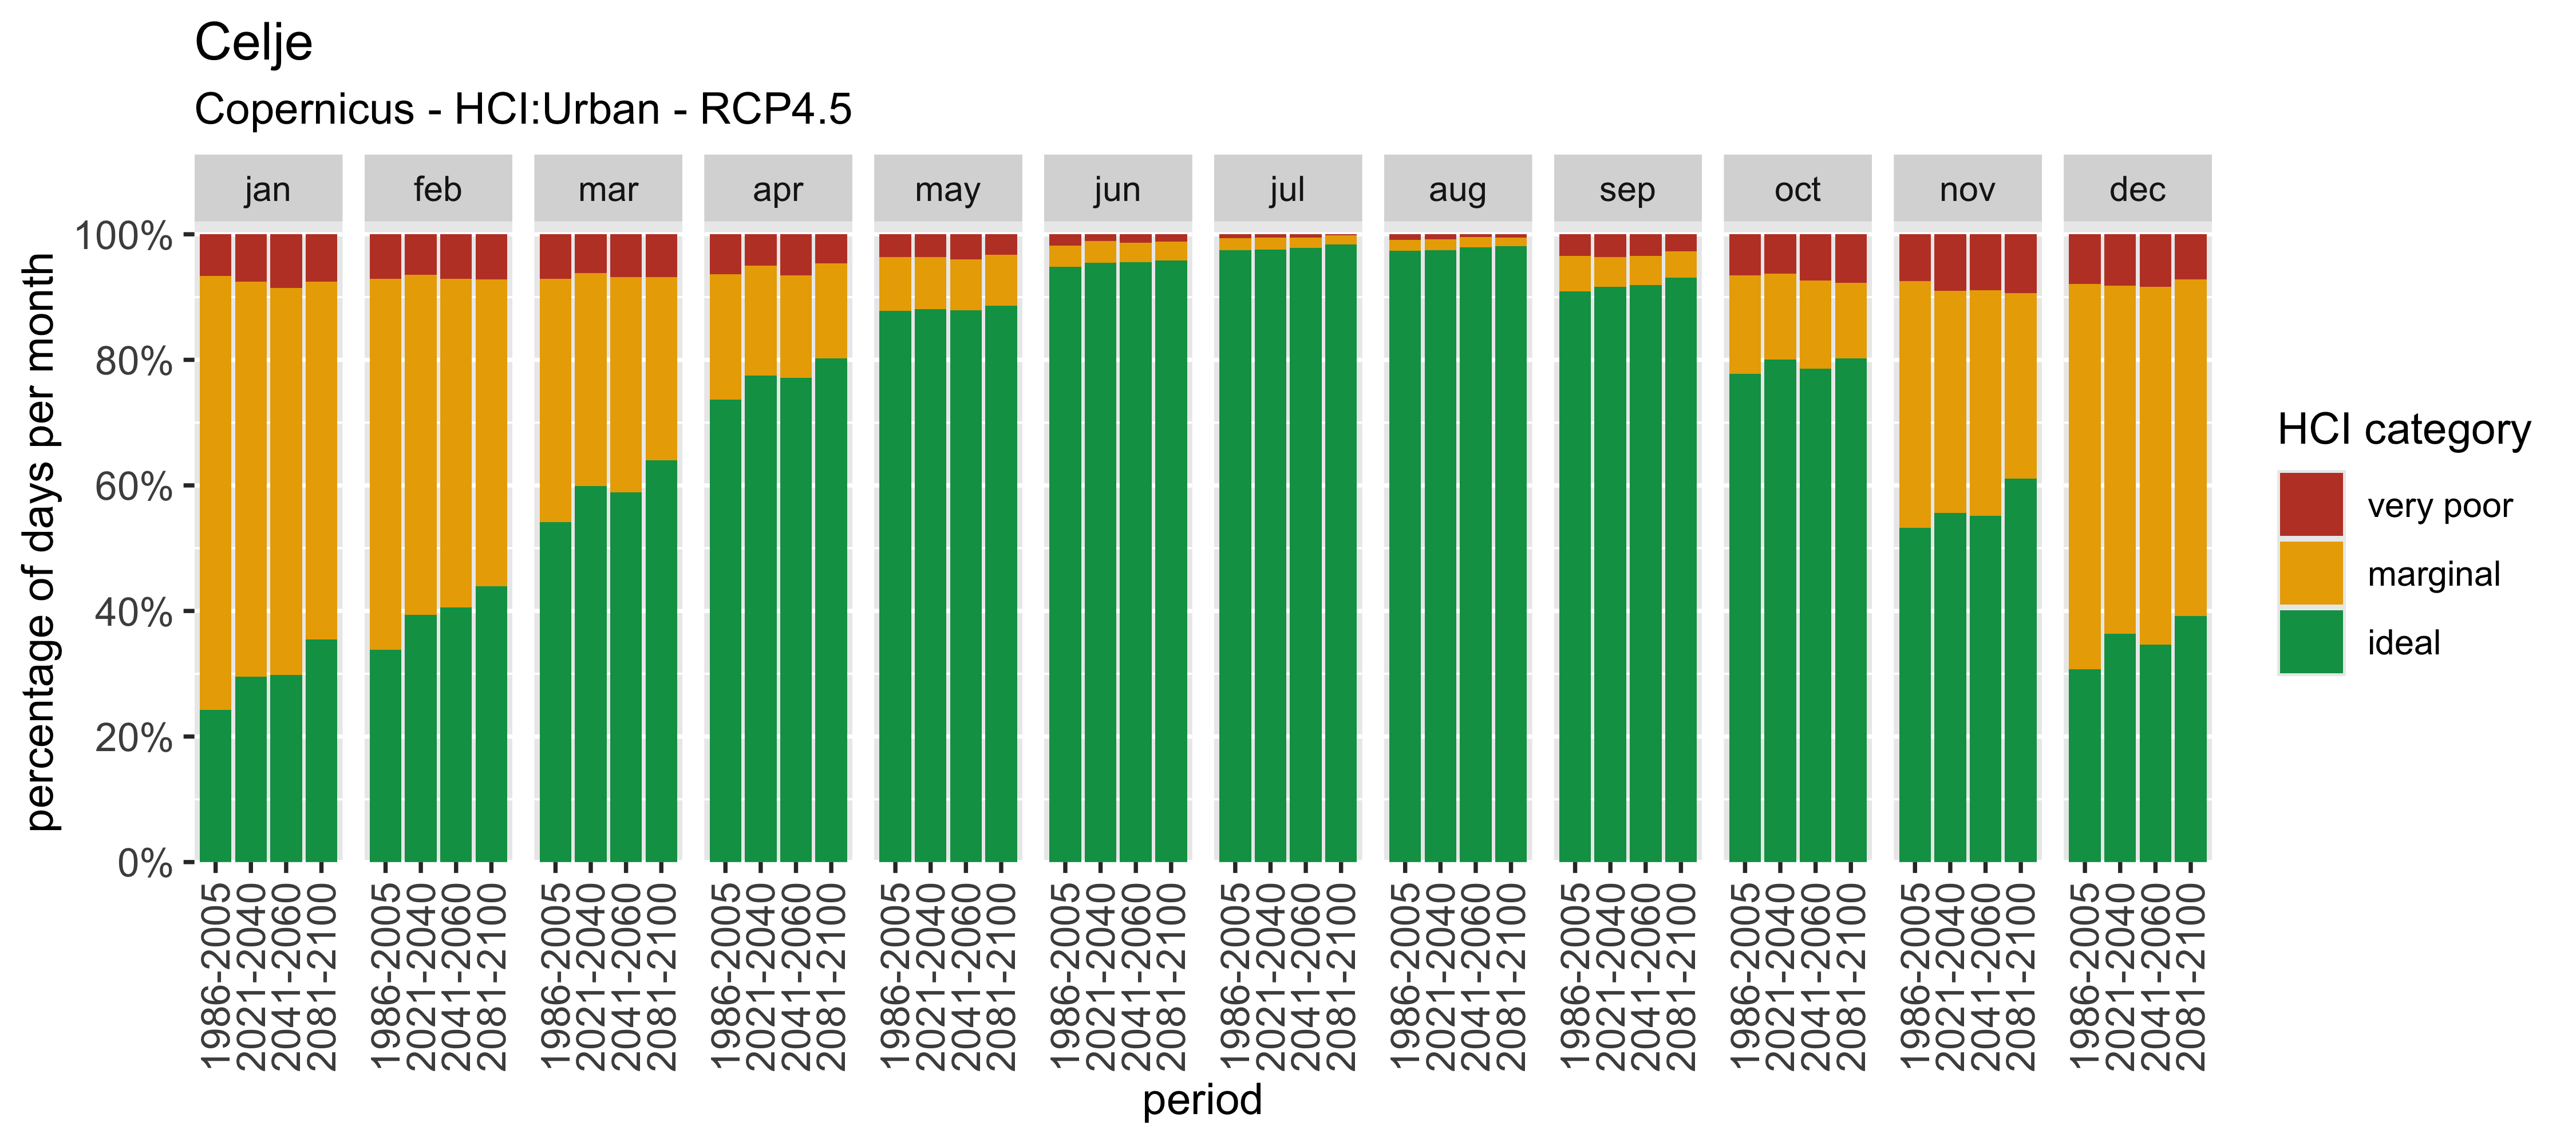 Celje
Copernicus - HCI:Urban - RCP4.5
jan feb mar apr may jun jul aug sep oct nov dec
percentage of days per month
100%
80%
60%
40%
20%
0%
1986-2005 2021-2040 2041-2060 2081-2100 1986-2005 2021-2040 2041-2060 2081-2100 1986-2005 2021-2040 2041-2060 2081-2100 1986-2005 2021-2040 2041-2060 2081-2100 1986-2005 2021-2040 2041-2060 2081-2100 1986-2005 2021-2040 2041-2060 2081-2100 1986-2005 2021-2040 2041-2060 2081-2100 1986-2005 2021-2040 2041-2060 2081-2100 1986-2005 2021-2040 2041-2060 2081-2100 1986-2005 2021-2040 2041-2060 2081-2100 1986-2005 2021-2040 2041-2060 2081-2100 1986-2005 2021-2040 2041-2060 2081-2100
period
HCI category
very poor
marginal
ideal